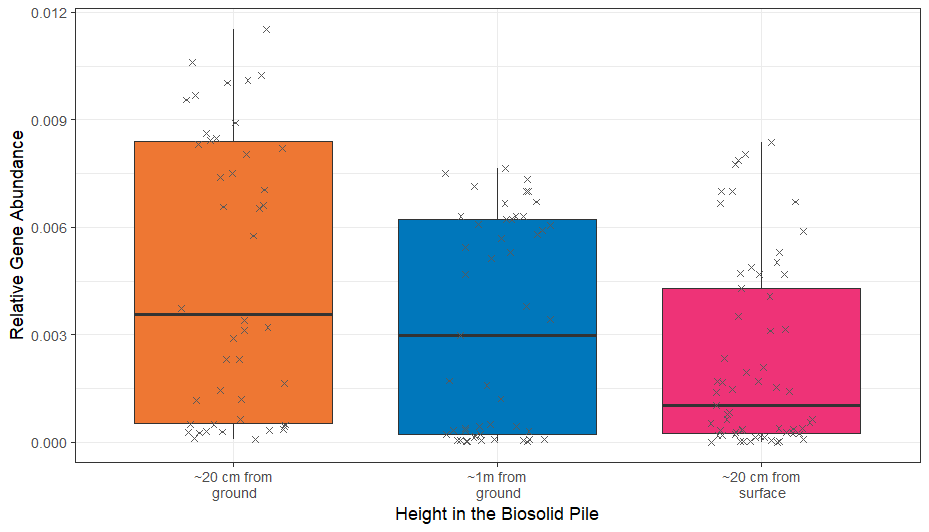 Relative Gene Abundance
0.012
0.009
0.006
0.003
0.000
~20 cm from
ground
~1m from
ground
~20 cm from
surface
Height in the Biosolid Pile